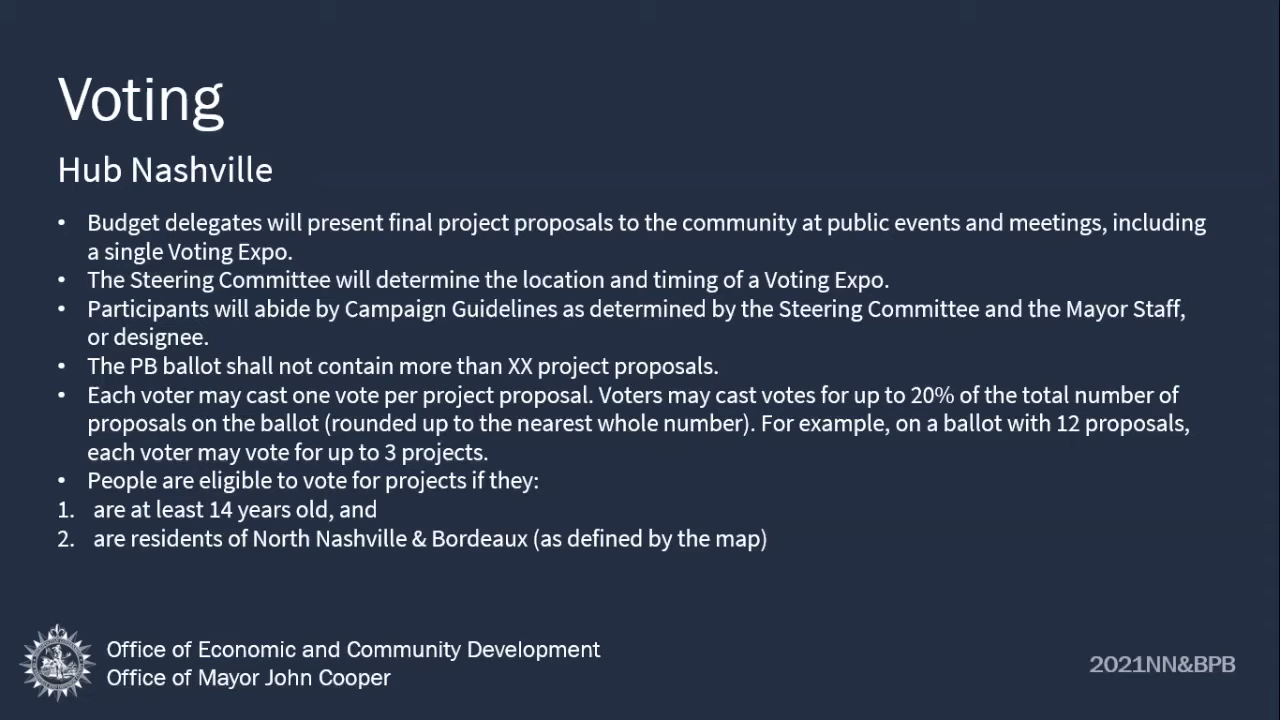 Voting
Hub Nashville
• Budget delegates will present final project proposals to the community at public events and meetings, including
a single Voting Expo.
• The Steering Committee will determine the location and timing of a Voting Expo.
• Participants will abide by Campaign Guidelines as determined by the Steering Committee and the Mayor Staff,
or designee.
• The PB ballot shall not contain more than XX project proposals.
• Each voter may cast one vote per project proposal. Voters may cast votes for up to 20% of the total number of
proposals on the ballot (rounded up to the nearest whole number). For example, on a ballot with 12 proposals,
each voter may vote for up to 3 projects.
• People are eligible to vote for projects if they:
1. are at least 14 years old, and
2. are residents of North Nashville & Bordeaux (as defined by the map)
Office of Economic and Community Development
Office of Mayor John Cooper
2021NN&BPB